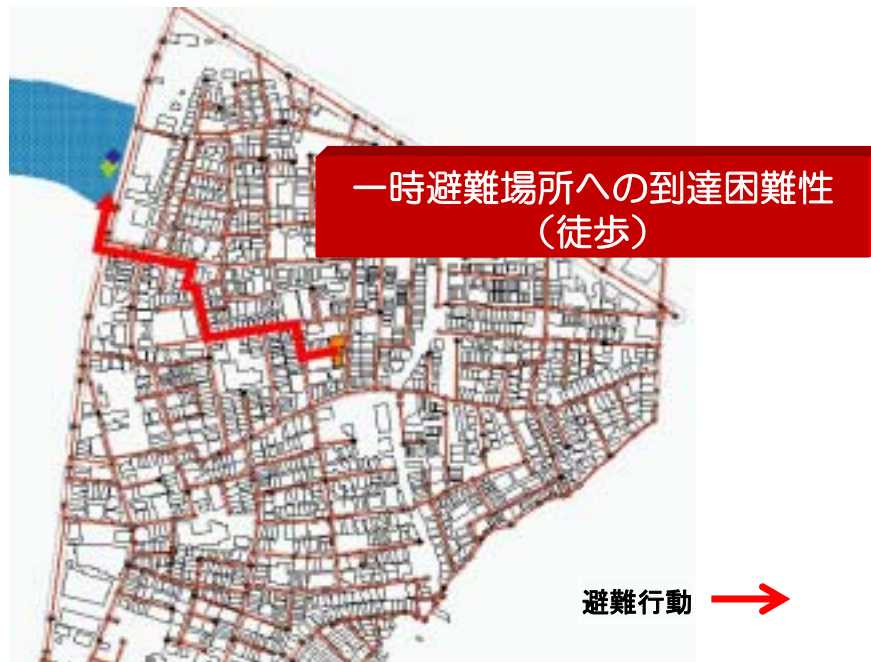 一時避難場所への到達困難性
（徒歩）
避難行動